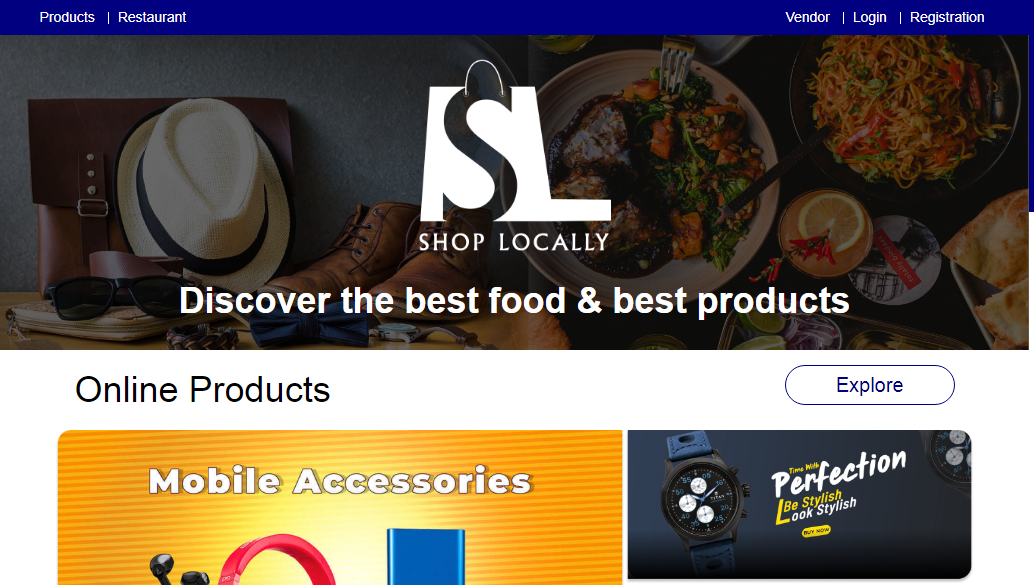 Products | Restaurant
Vendor | Login | Registration
SL
SHOP LOCALLY
Discover the best food & best products
Online Products
Explore
Mobile Accessories
Time With
Perfection
Be Stylish
Look Stylish
BUY NOW
TITAN